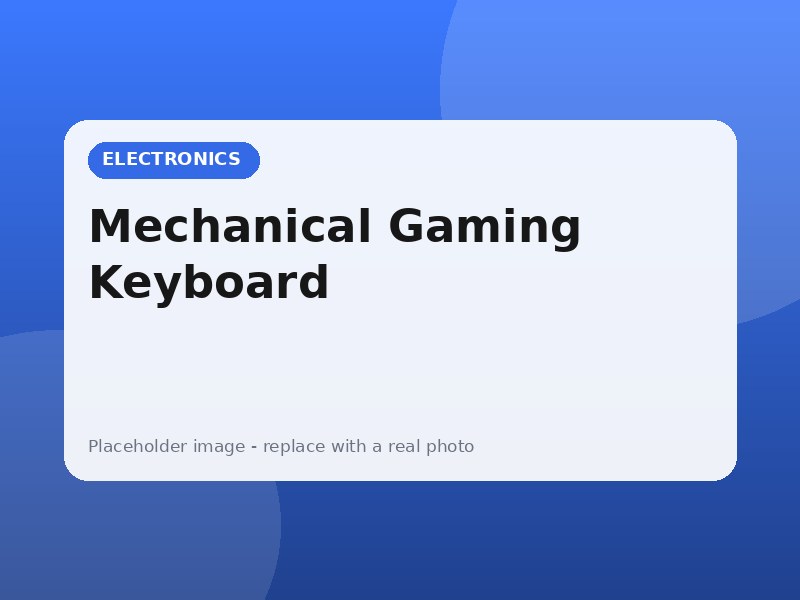 ELECTRONICS
Mechanical Gaming
Keyboard
Placeholder image - replace with a real photo